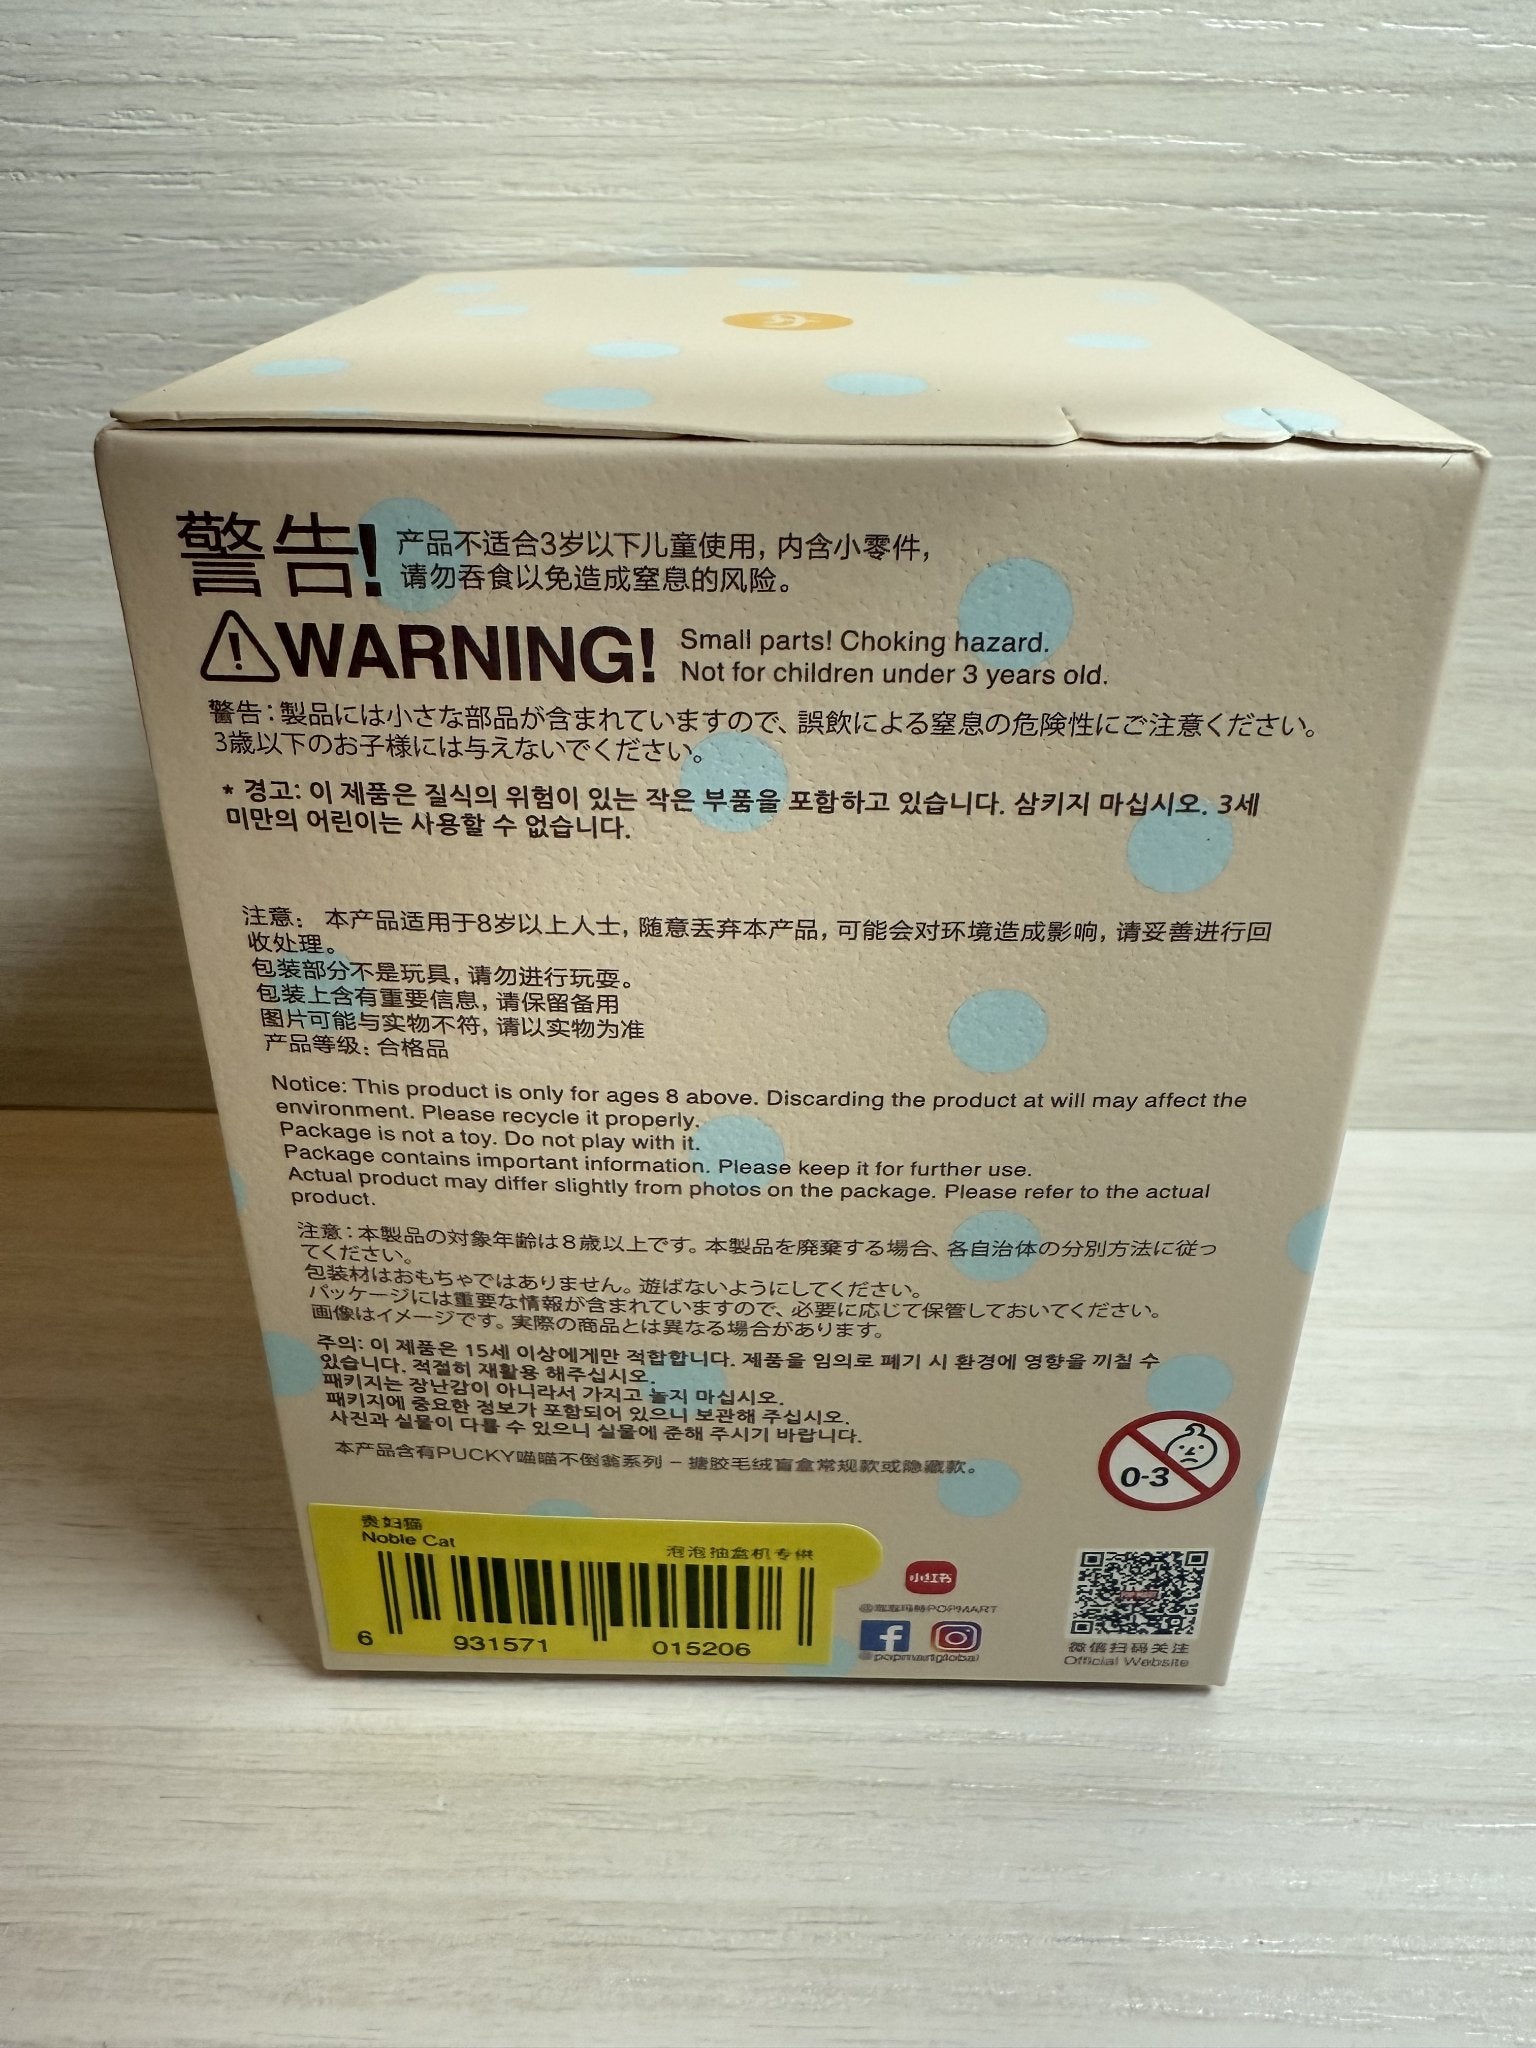 警告!
产品不适合3岁以下儿童使用，内含小零件，
请勿吞食以免造成窒息的风险。
WARNING!
Small parts! Choking hazard.
Not for children under 3 years old.
警告：製品には小さな部品が含まれていますので、誤飲による窒息の危険性にご注意ください。
3歳以下のお子様には与えないでください。
* 경고: 이 제품은 질식의 위험이 있는 작은 부품을 포함하고 있습니다. 삼키지 마십시오. 3세
미만의 어린이는 사용할 수 없습니다.
注意： 本产品适用于8岁以上人士，随意丢弃本产品，可能会对环境造成影响，请妥善进行回
收处理。
包装部分不是玩具，请勿进行玩耍。
包装上含有重要信息，请保留备用
图片可能与实物不符，请以实物为准
产品等级：合格品
Notice: This product is only for ages 8 above. Discarding the product at will may affect the
environment. Please recycle it properly.
Package is not a toy. Do not play with it.
Package contains important information. Please keep it for further use.
Actual product may differ slightly from photos on the package. Please refer to the actual
product.
注意：本製品の対象年齢は8歳以上です。本製品を廃棄する場合、各自治体の分別方法に従っ
てください。
包装材はおもちゃではありません。遊ばないようにしてください。
パッケージには重要な情報が含まれていますので、必要に応じて保管しておいてください。
画像はイメージです。実際の商品とは異なる場合があります。
주의: 이 제품은 15세 이상에게만 적합합니다. 제품을 임의로 폐기 시 환경에 영향을 끼칠 수
있습니다. 적절히 재활용 해주십시오.
패키지는 장난감이 아니라서 가지고 놀지 마십시오.
패키지에 중요한 정보가 포함되어 있으니 보관해 주십시오.
사진과 실물이 다를 수 있으니 실물에 준해 주시기 바랍니다.
本产品含有PUCKY喵喵不倒翁系列 – 搪胶毛绒盲盒常规款或隐藏款。
0-3
贵妇猫
Noble Cat
泡泡抽盒机专供
6 931571 015206
小红书
@泡泡玛特POPMART
@popmartglobal
微信扫码关注
Official Website